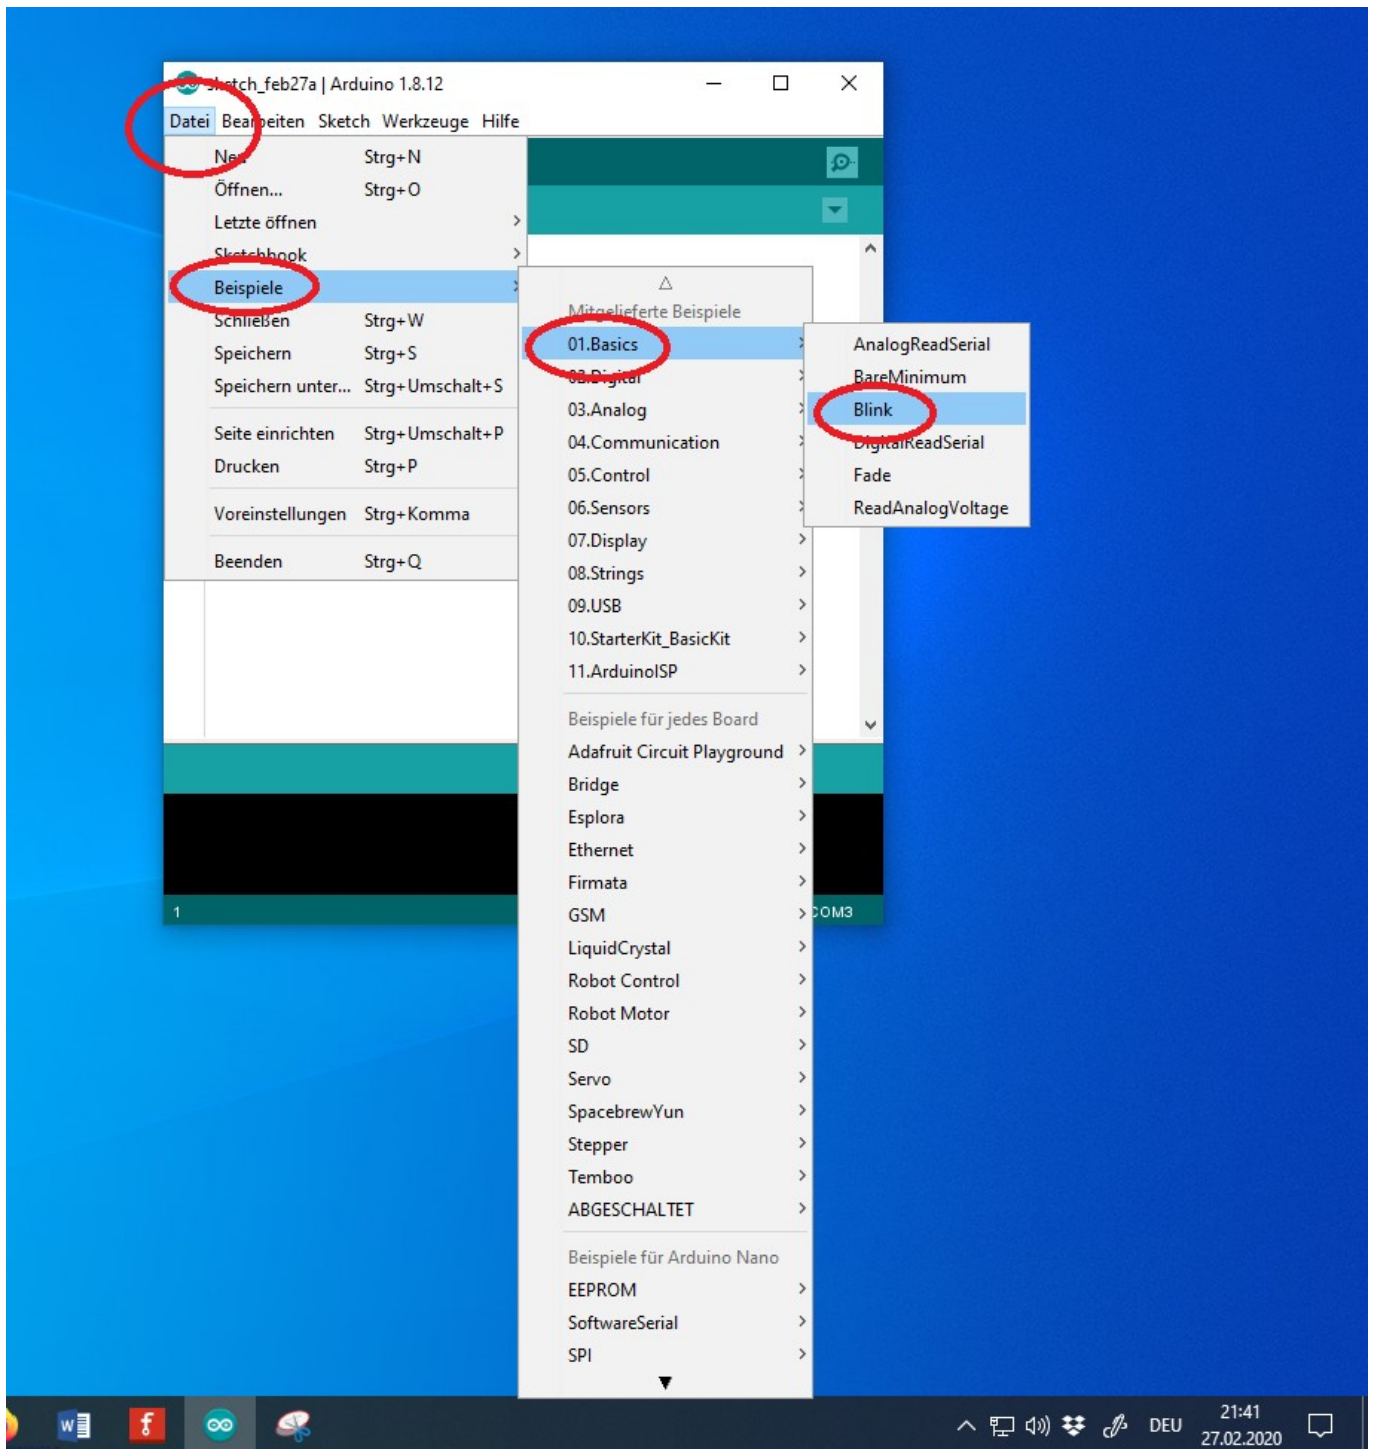 sketch_feb27a | Arduino 1.8.12
Datei Bearbeiten Sketch Werkzeuge Hilfe
Neu Strg+N
Öffnen... Strg+O
Letzte öffnen
Sketchbook
Beispiele
Schließen Strg+W
Speichern Strg+S
Speichern unter... Strg+Umschalt+S
Seite einrichten Strg+Umschalt+P
Drucken Strg+P
Voreinstellungen Strg+Komma
Beenden Strg+Q
Mitgelieferte Beispiele
01.Basics
02.Digital
03.Analog
04.Communication
05.Control
06.Sensors
07.Display
08.Strings
09.USB
10.StarterKit_BasicKit
11.ArduinoISP
Beispiele für jedes Board
Adafruit Circuit Playground
Bridge
Esplora
Ethernet
Firmata
GSM
LiquidCrystal
Robot Control
Robot Motor
SD
Servo
SpacebrewYun
Stepper
Temboo
ABGESCHALTET
Beispiele für Arduino Nano
EEPROM
SoftwareSerial
SPI
AnalogReadSerial
BareMinimum
Blink
DigitalReadSerial
Fade
ReadAnalogVoltage
1 COM3
DEU 21:41
27.02.2020